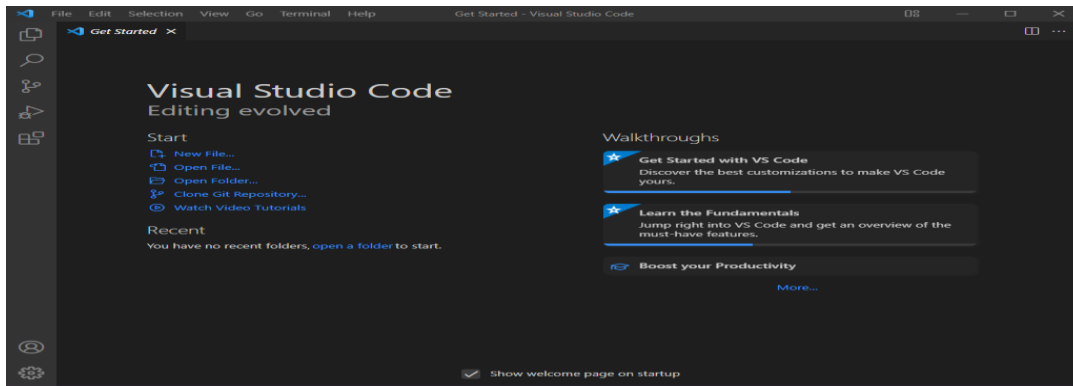 File Edit Selection View Go Terminal Help Get Started - Visual Studio Code
Get Started
Visual Studio Code
Editing evolved
Start
New File...
Open File...
Open Folder...
Clone Git Repository...
Watch Video Tutorials
Recent
You have no recent folders, open a folder to start.
Walkthroughs
Get Started with VS Code
Discover the best customizations to make VS Code
yours.
Learn the Fundamentals
Jump right into VS Code and get an overview of the
must-have features.
Boost your Productivity
More...
Show welcome page on startup